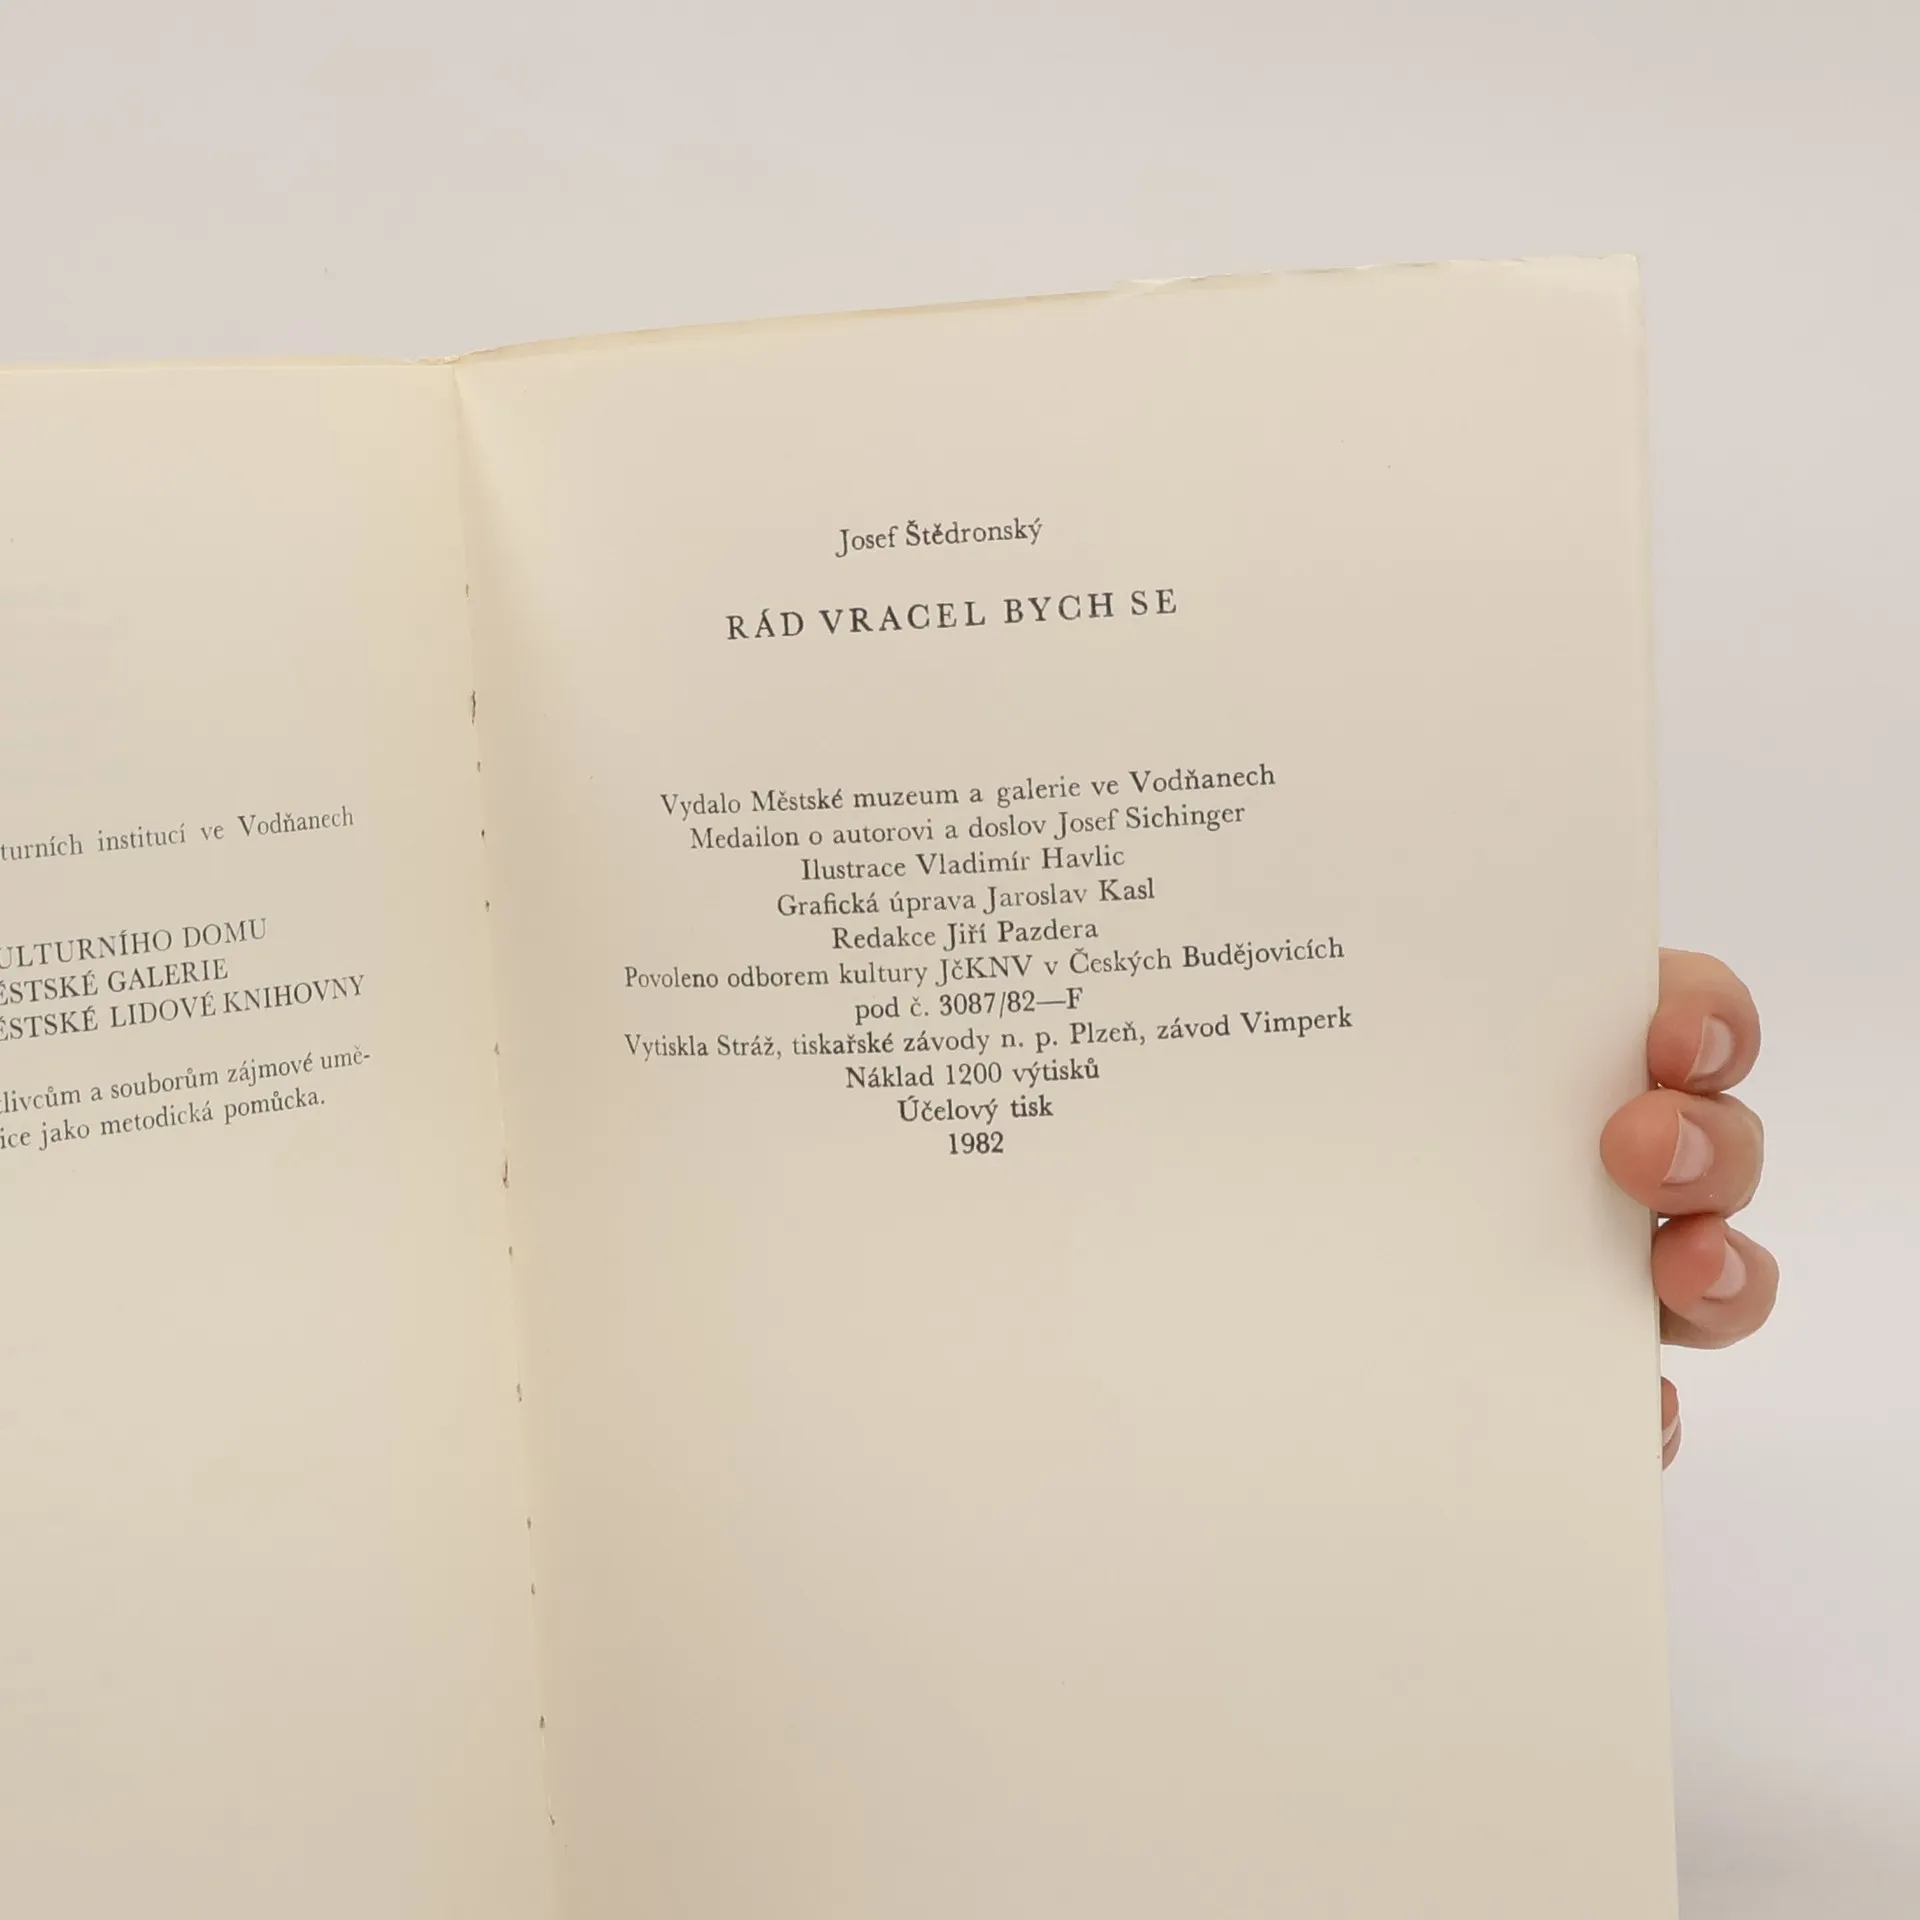 turních institucí ve Vodňanech
ULTURNÍHO DOMU
ĚSTSKÉ GALERIE
ĚSTSKÉ LIDOVÉ KNIHOVNY
livcům a souborům zájmové umě-
ice jako metodická pomůcka.
Josef Štědronský
RÁD VRACEL BYCH SE
Vydalo Městské muzeum a galerie ve Vodňanech
Medailon o autorovi a doslov Josef Sichinger
Ilustrace Vladimír Havlic
Grafická úprava Jaroslav Kasl
Redakce Jiří Pazdera
Povoleno odborem kultury JčKNV v Českých Budějovicích
pod č. 3087/82—F
Vytiskla Stráž, tiskařské závody n. p. Plzeň, závod Vimperk
Náklad 1200 výtisků
Účelový tisk
1982